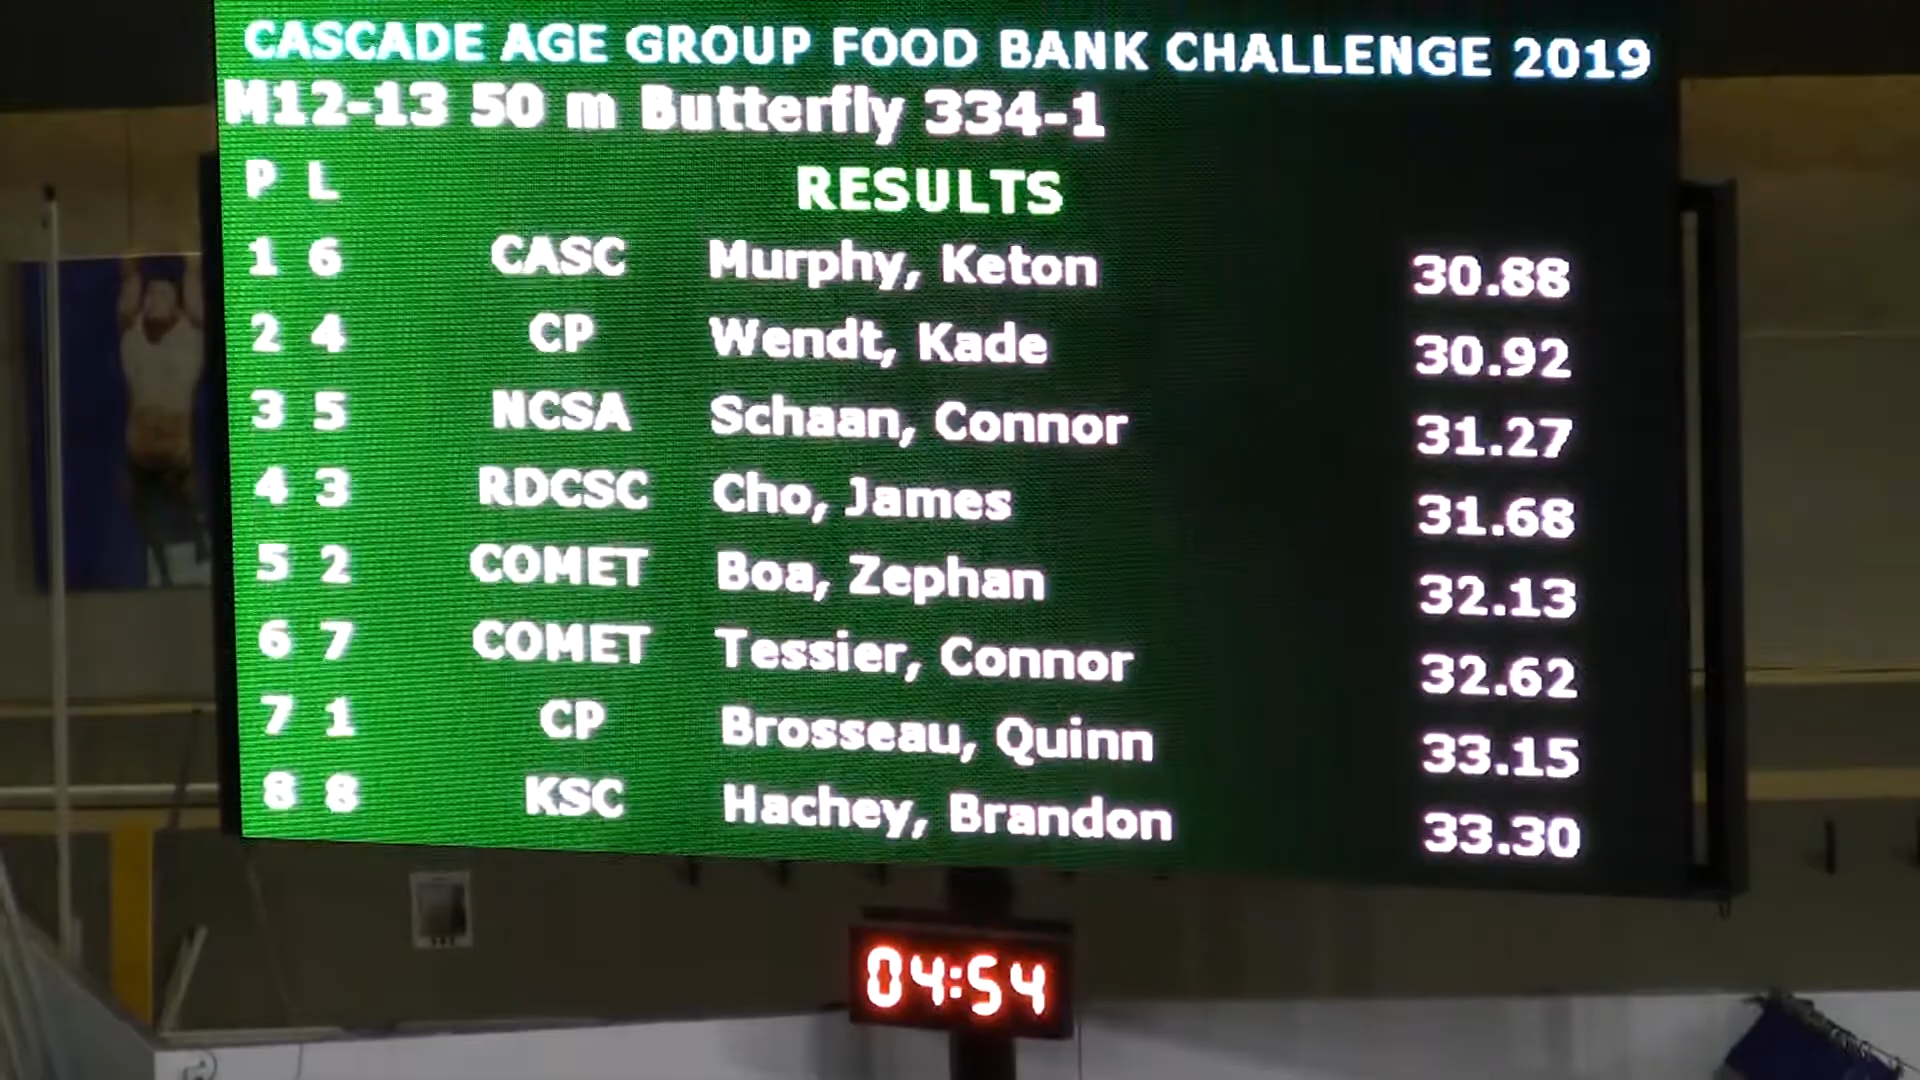 CASCADE AGE GROUP FOOD BANK CHALLENGE 2019
M12-13 50 m Butterfly 334-1
P L RESULTS
1 6 CASC Murphy, Keton 30.88
2 4 CP Wendt, Kade 30.92
3 5 NCSA Schaan, Connor 31.27
4 3 RDCSC Cho, James 31.68
5 2 COMET Boa, Zephan 32.13
6 7 COMET Tessier, Connor 32.62
7 1 CP Brosseau, Quinn 33.15
8 8 KSC Hachey, Brandon 33.30
04:54